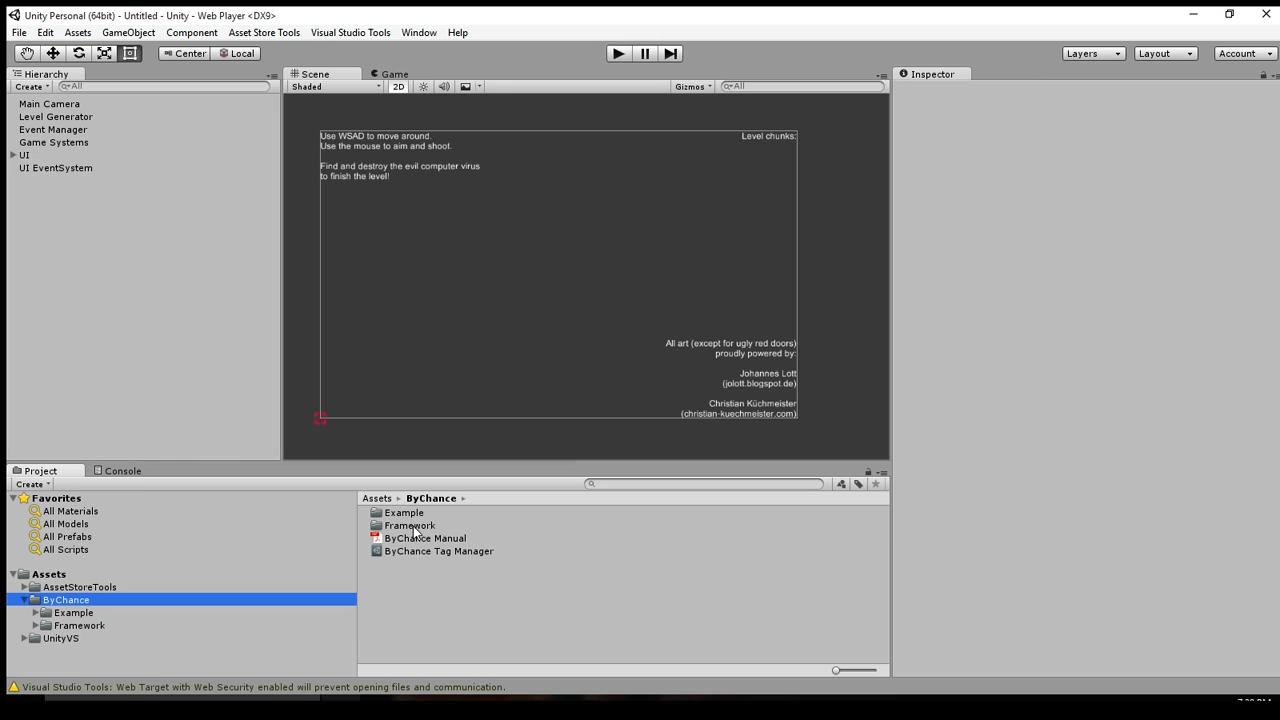 Unity Personal (64bit) - Untitled - Unity - Web Player <DX9>
File Edit Assets GameObject Component Asset Store Tools Visual Studio Tools Window Help
Center Local Layers Layout Account
Hierarchy
Create All
Main Camera
Level Generator
Event Manager
Game Systems
UI
UI EventSystem
Scene Game
Shaded 2D Gizmos All
Use WSAD to move around.
Use the mouse to aim and shoot.
Find and destroy the evil computer virus
to finish the level!
Level chunks:
All art (except for ugly red doors)
proudly powered by:
Johannes Lott
(jolott.blogspot.de)
Christian Küchmeister
(christian-kuechmeister.com)
Inspector
Project Console
Create
Favorites
All Materials
All Models
All Prefabs
All Scripts
Assets
AssetStoreTools
ByChance
Example
Framework
UnityVS
Assets ByChance
Example
Framework
ByChance Manual
ByChance Tag Manager
Visual Studio Tools: Web Target with Web Security enabled will prevent opening files and communication.